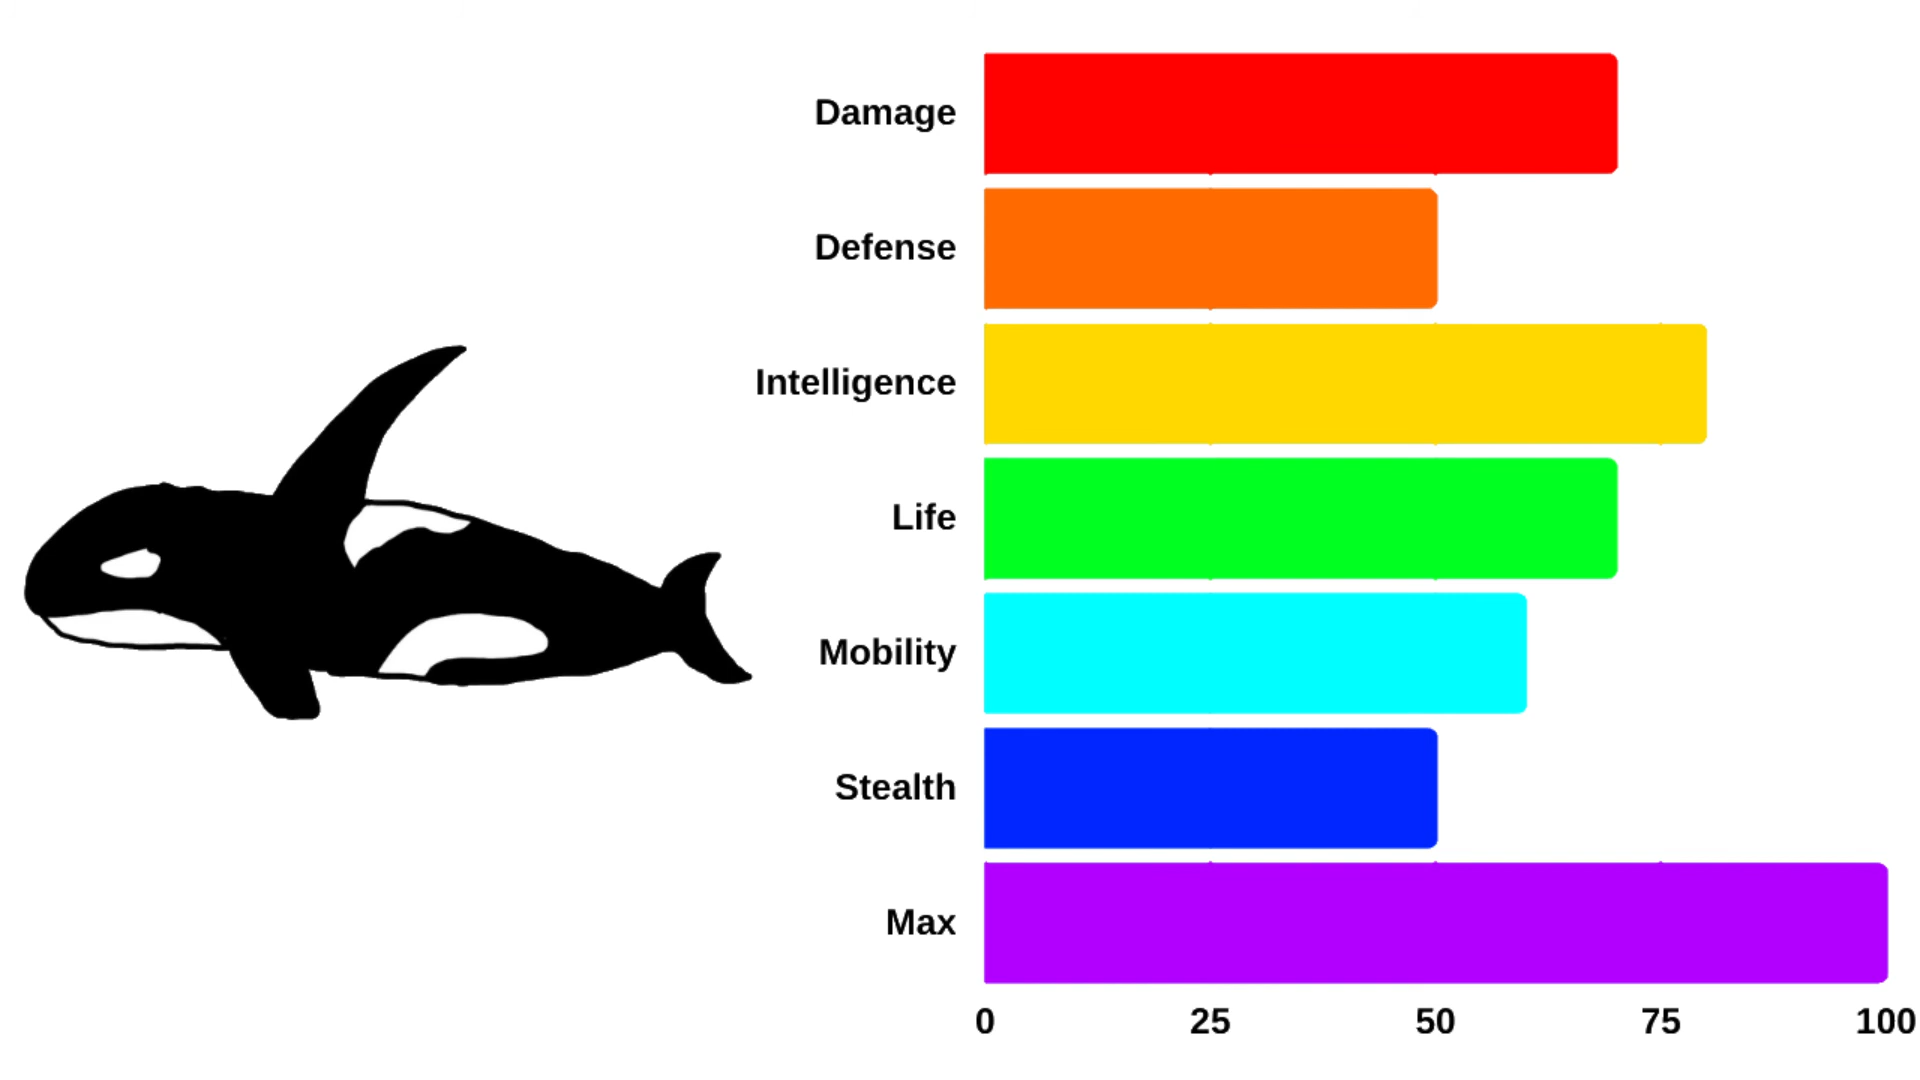 Damage
Defense
Intelligence
Life
Mobility
Stealth
Max
0 25 50 75 100